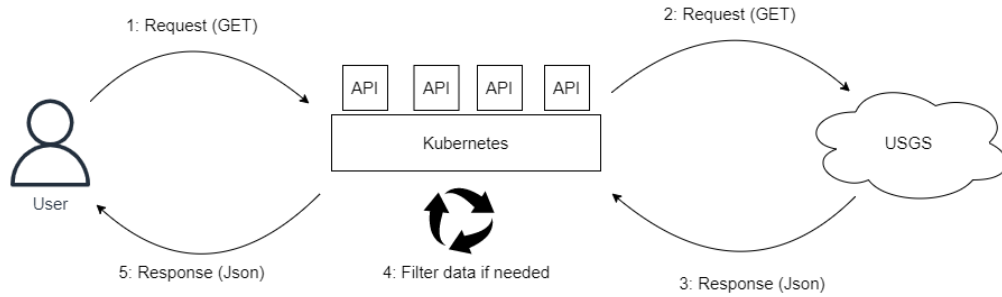 1: Request (GET)
2: Request (GET)
API API API API
Kubernetes
USGS
User
5: Response (Json)
4: Filter data if needed
3: Response (Json)